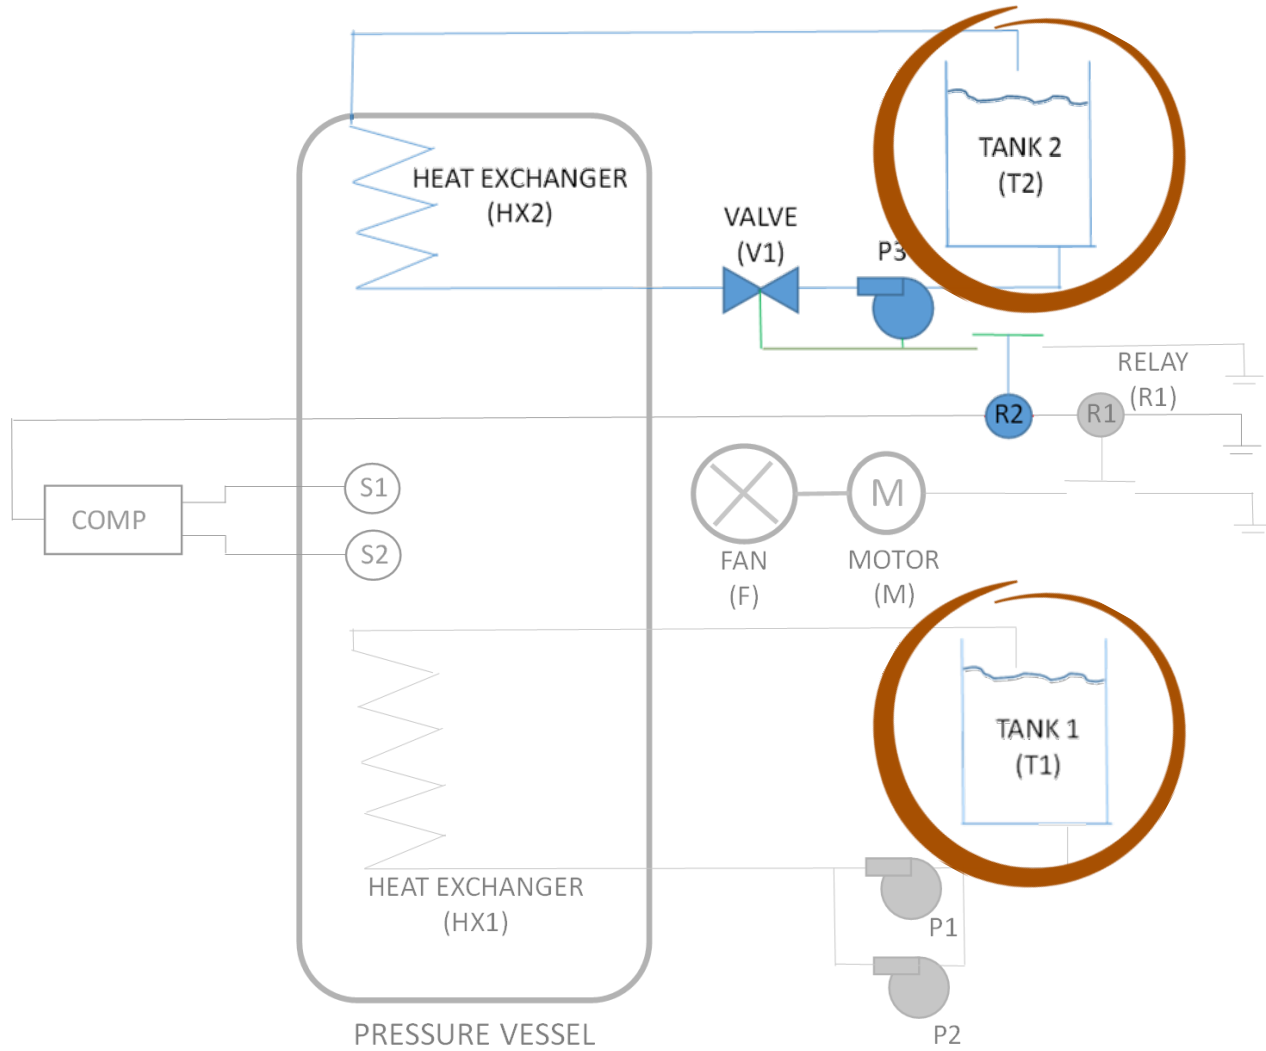 TANK 2
(T2)
HEAT EXCHANGER
(HX2)
VALVE
(V1)
P3
RELAY
(R1)
R2
R1
S1
COMP
S2
M
FAN
(F)
MOTOR
(M)
TANK 1
(T1)
HEAT EXCHANGER
(HX1)
P1
P2
PRESSURE VESSEL